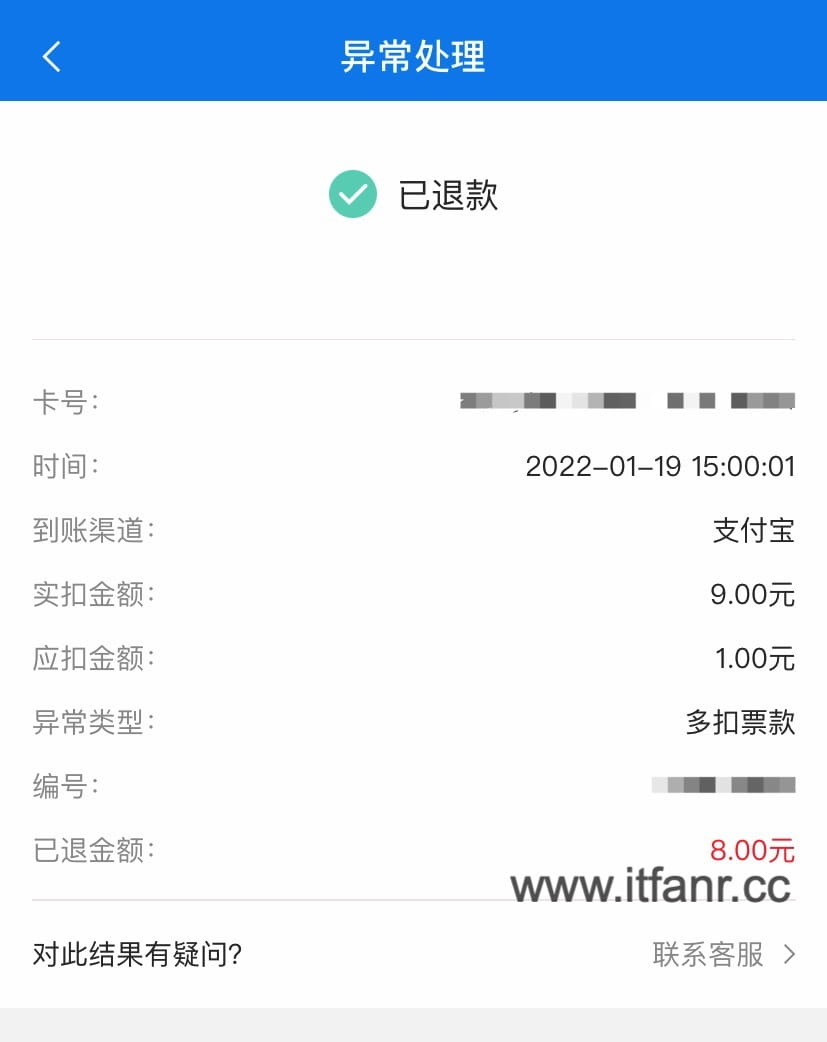 异常处理
已退款
卡号：
时间： 2022-01-19 15:00:01
到账渠道： 支付宝
实扣金额： 9.00元
应扣金额： 1.00元
异常类型： 多扣票款
编号：
已退金额： 8.00元
www.itfanr.cc
对此结果有疑问? 联系客服